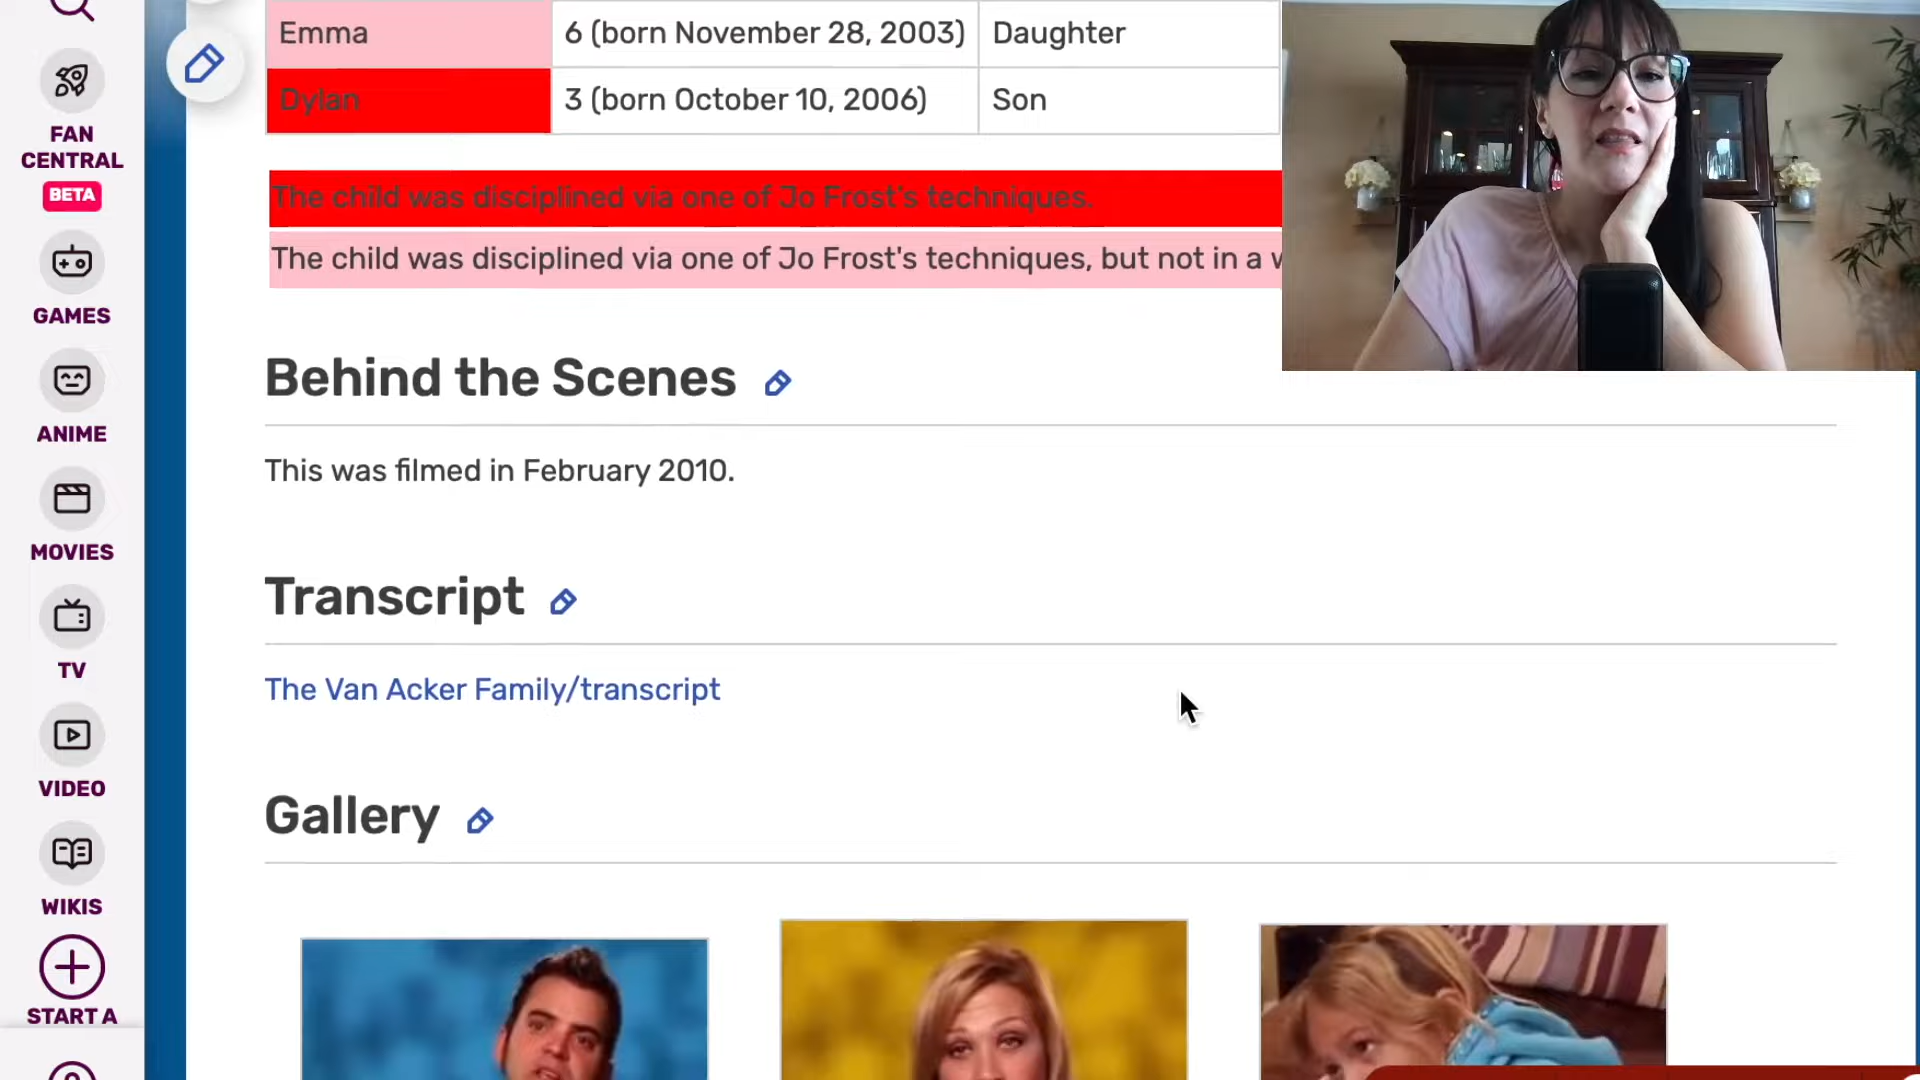 Emma 6 (born November 28, 2003) Daughter
Dylan 3 (born October 10, 2006) Son
The child was disciplined via one of Jo Frost's techniques.
The child was disciplined via one of Jo Frost's techniques, but not in a
Behind the Scenes
This was filmed in February 2010.
Transcript
The Van Acker Family/transcript
Gallery
FAN
CENTRAL
BETA
GAMES
ANIME
MOVIES
TV
VIDEO
WIKIS
START A